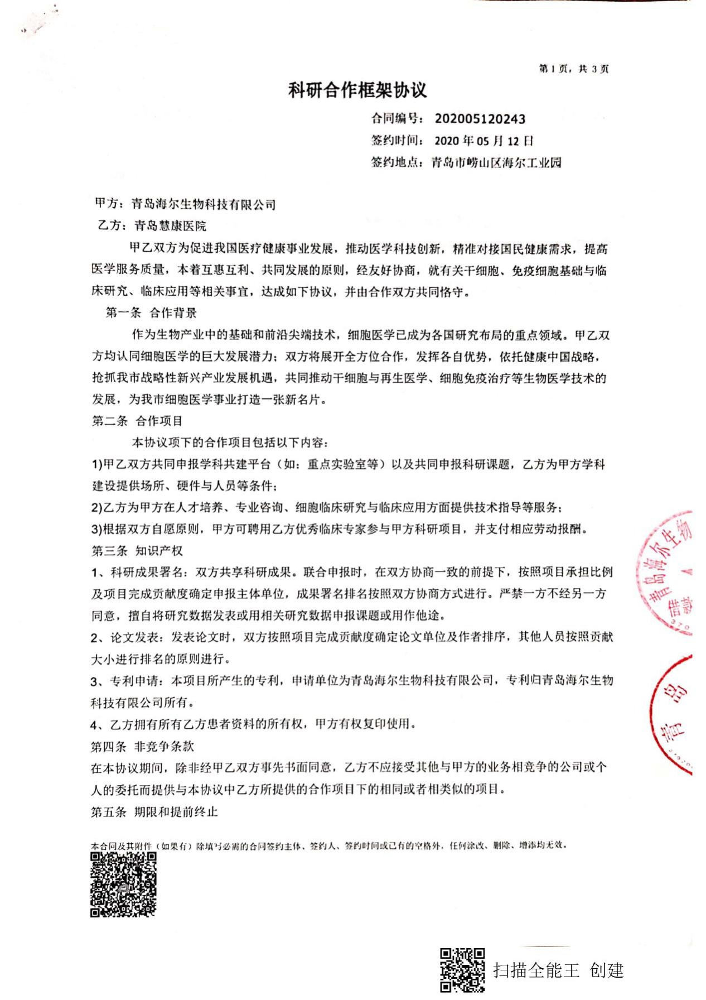 第1页，共3页
科研合作框架协议
合同编号： 202005120243
签约时间： 2020年05月12日
签约地点：青岛市崂山区海尔工业园
甲方：青岛海尔生物科技有限公司
乙方：青岛慧康医院
甲乙双方为促进我国医疗健康事业发展，推动医学科技创新，精准对接国民健康需求，提高
医学服务质量，本着互惠互利、共同发展的原则，经友好协商，就有关干细胞、免疫细胞基础与临
床研究、临床应用等相关事宜，达成如下协议，并由合作双方共同恪守。
第一条 合作背景
作为生物产业中的基础和前沿尖端技术，细胞医学已成为各国研究布局的重点领域。甲乙双
方均认同细胞医学的巨大发展潜力；双方将展开全方位合作，发挥各自优势，依托健康中国战略，
抢抓我市战略性新兴产业发展机遇，共同推动干细胞与再生医学、细胞免疫治疗等生物医学技术的
发展，为我市细胞医学事业打造一张新名片。
第二条 合作项目
本协议项下的合作项目包括以下内容：
1)甲乙双方共同申报学科共建平台（如：重点实验室等）以及共同申报科研课题，乙方为甲方学科
建设提供场所、硬件与人员等条件；
2)乙方为甲方在人才培养、专业咨询、细胞临床研究与临床应用方面提供技术指导等服务；
3)根据双方自愿原则，甲方可聘用乙方优秀临床专家参与甲方科研项目，并支付相应劳动报酬。
第三条 知识产权
1、科研成果署名：双方共享科研成果。联合申报时，在双方协商一致的前提下，按照项目承担比例
及项目完成贡献度确定申报主体单位，成果署名排名按照双方协商方式进行。严禁一方不经另一方
同意，擅自将研究数据发表或用相关研究数据申报课题或用作他途。
2、论文发表：发表论文时，双方按照项目完成贡献度确定论文单位及作者排序，其他人员按照贡献
大小进行排名的原则进行。
3、专利申请：本项目所产生的专利，申请单位为青岛海尔生物科技有限公司，专利归青岛海尔生物
科技有限公司所有。
4、乙方拥有所有乙方患者资料的所有权，甲方有权复印使用。
第四条 非竞争条款
在本协议期间，除非经甲乙双方事先书面同意，乙方不应接受其他与甲方的业务相竞争的公司或个
人的委托而提供与本协议中乙方所提供的合作项目下的相同或者相类似的项目。
第五条 期限和提前终止
本合同及其附件（如果有）除填写必需的合同签约主体、签约人、签约时间或已有的空格外，任何涂改、删除、增添均无效。
青岛海尔生物
借款
370
青岛
扫描全能王 创建